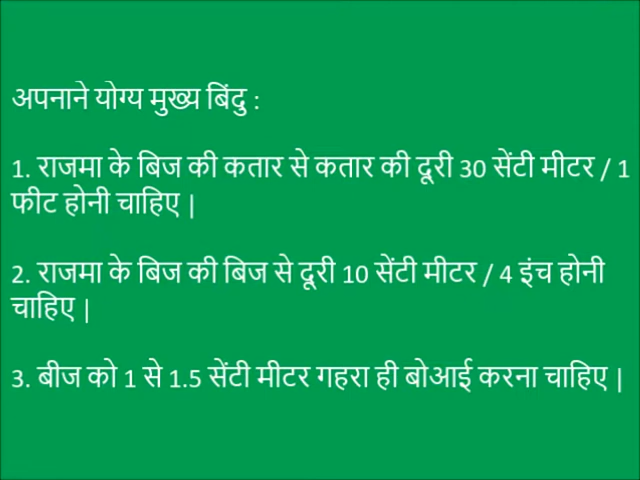 अपनाने योग्य मुख्य बिंदु :
1. राजमा के बिज की कतार से कतार की दूरी 30 सेंटी मीटर / 1
फीट होनी चाहिए |
2. राजमा के बिज की बिज से दूरी 10 सेंटी मीटर / 4 इंच होनी
चाहिए |
3. बीज को 1 से 1.5 सेंटी मीटर गहरा ही बोआई करना चाहिए |